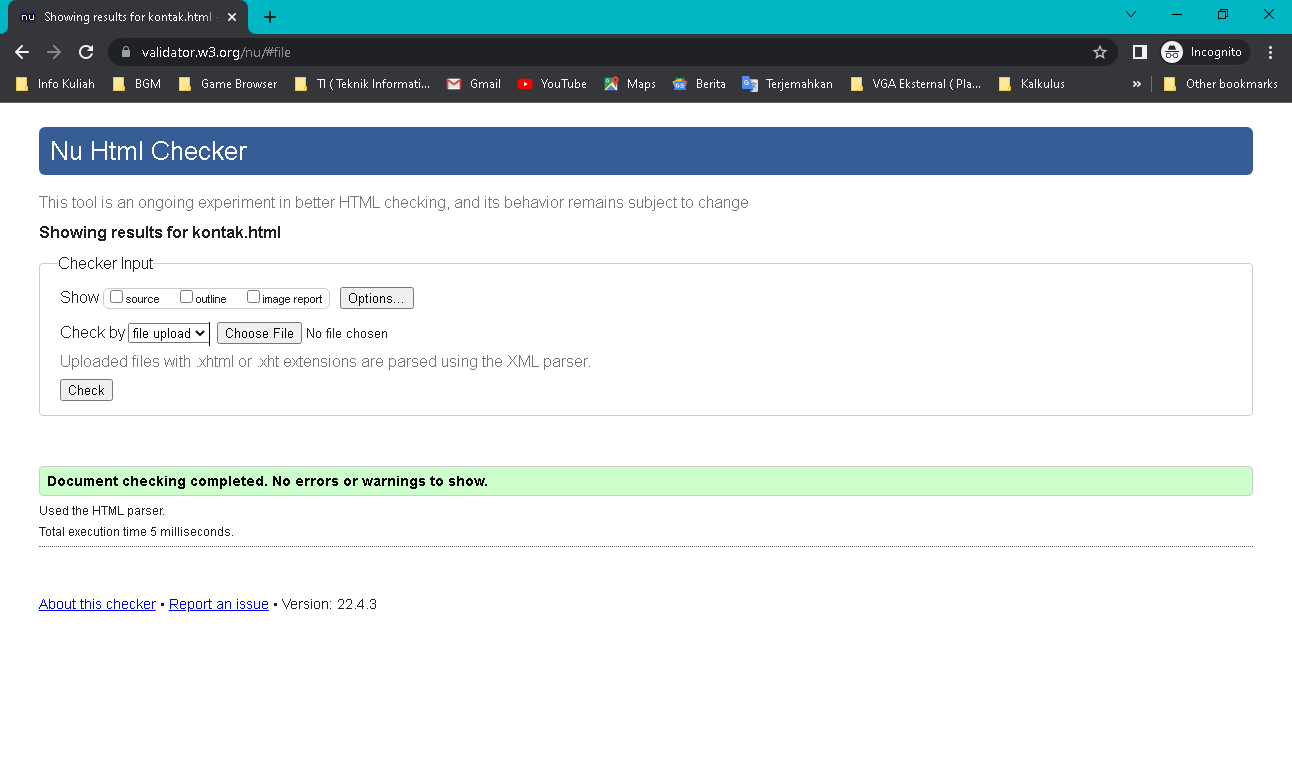 nu Showing results for kontak.html -
validator.w3.org/nu/#file
Incognito
Info Kuliah BGM Game Browser TI ( Teknik Informati... Gmail YouTube Maps Berita Terjemahkan VGA Eksternal ( Pla... Kalkulus » Other bookmarks
Nu Html Checker
This tool is an ongoing experiment in better HTML checking, and its behavior remains subject to change
Showing results for kontak.html
Checker Input
Show source outline image report Options...
Check by file upload Choose File No file chosen
Uploaded files with .xhtml or .xht extensions are parsed using the XML parser.
Check
Document checking completed. No errors or warnings to show.
Used the HTML parser.
Total execution time 5 milliseconds.
About this checker • Report an issue • Version: 22.4.3